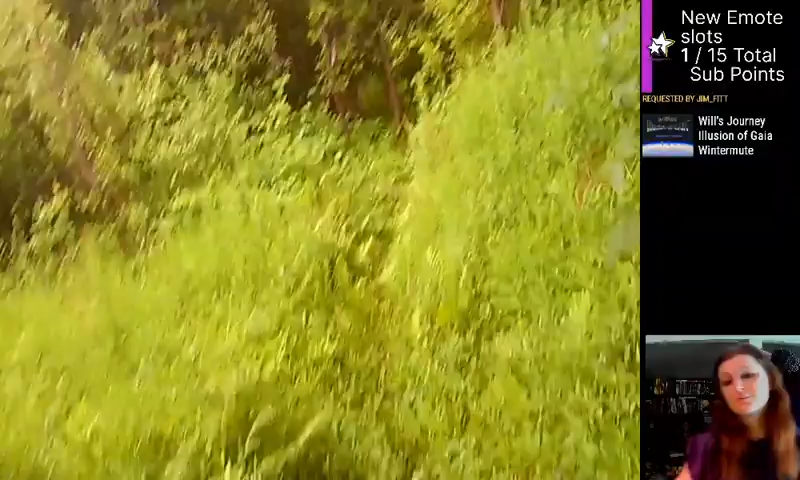 New Emote
slots
1 / 15 Total
Sub Points
REQUESTED BY JIM_FITT
Will's Journey
Illusion of Gaia
Wintermute